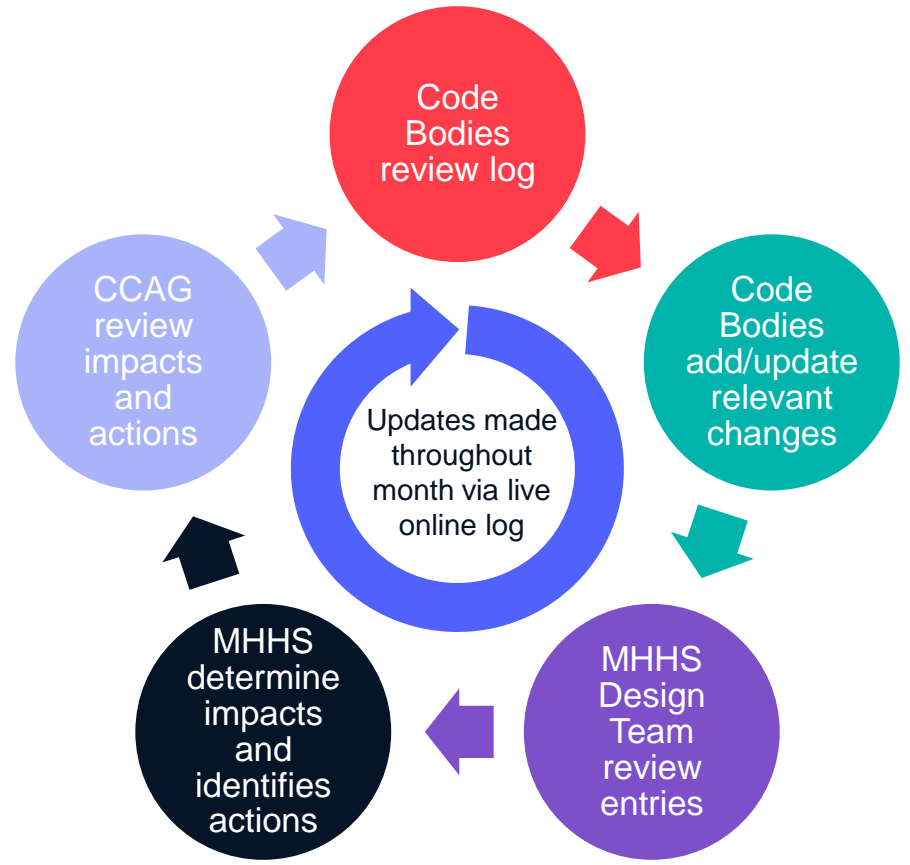 Code
Bodies
review log
Code
Bodies
add/update
relevant
changes
MHHS
Design
Team
review
entries
MHHS
determine
impacts
and
identifies
actions
CCAG
review
impacts
and
actions
Updates made
throughout
month via live
online log